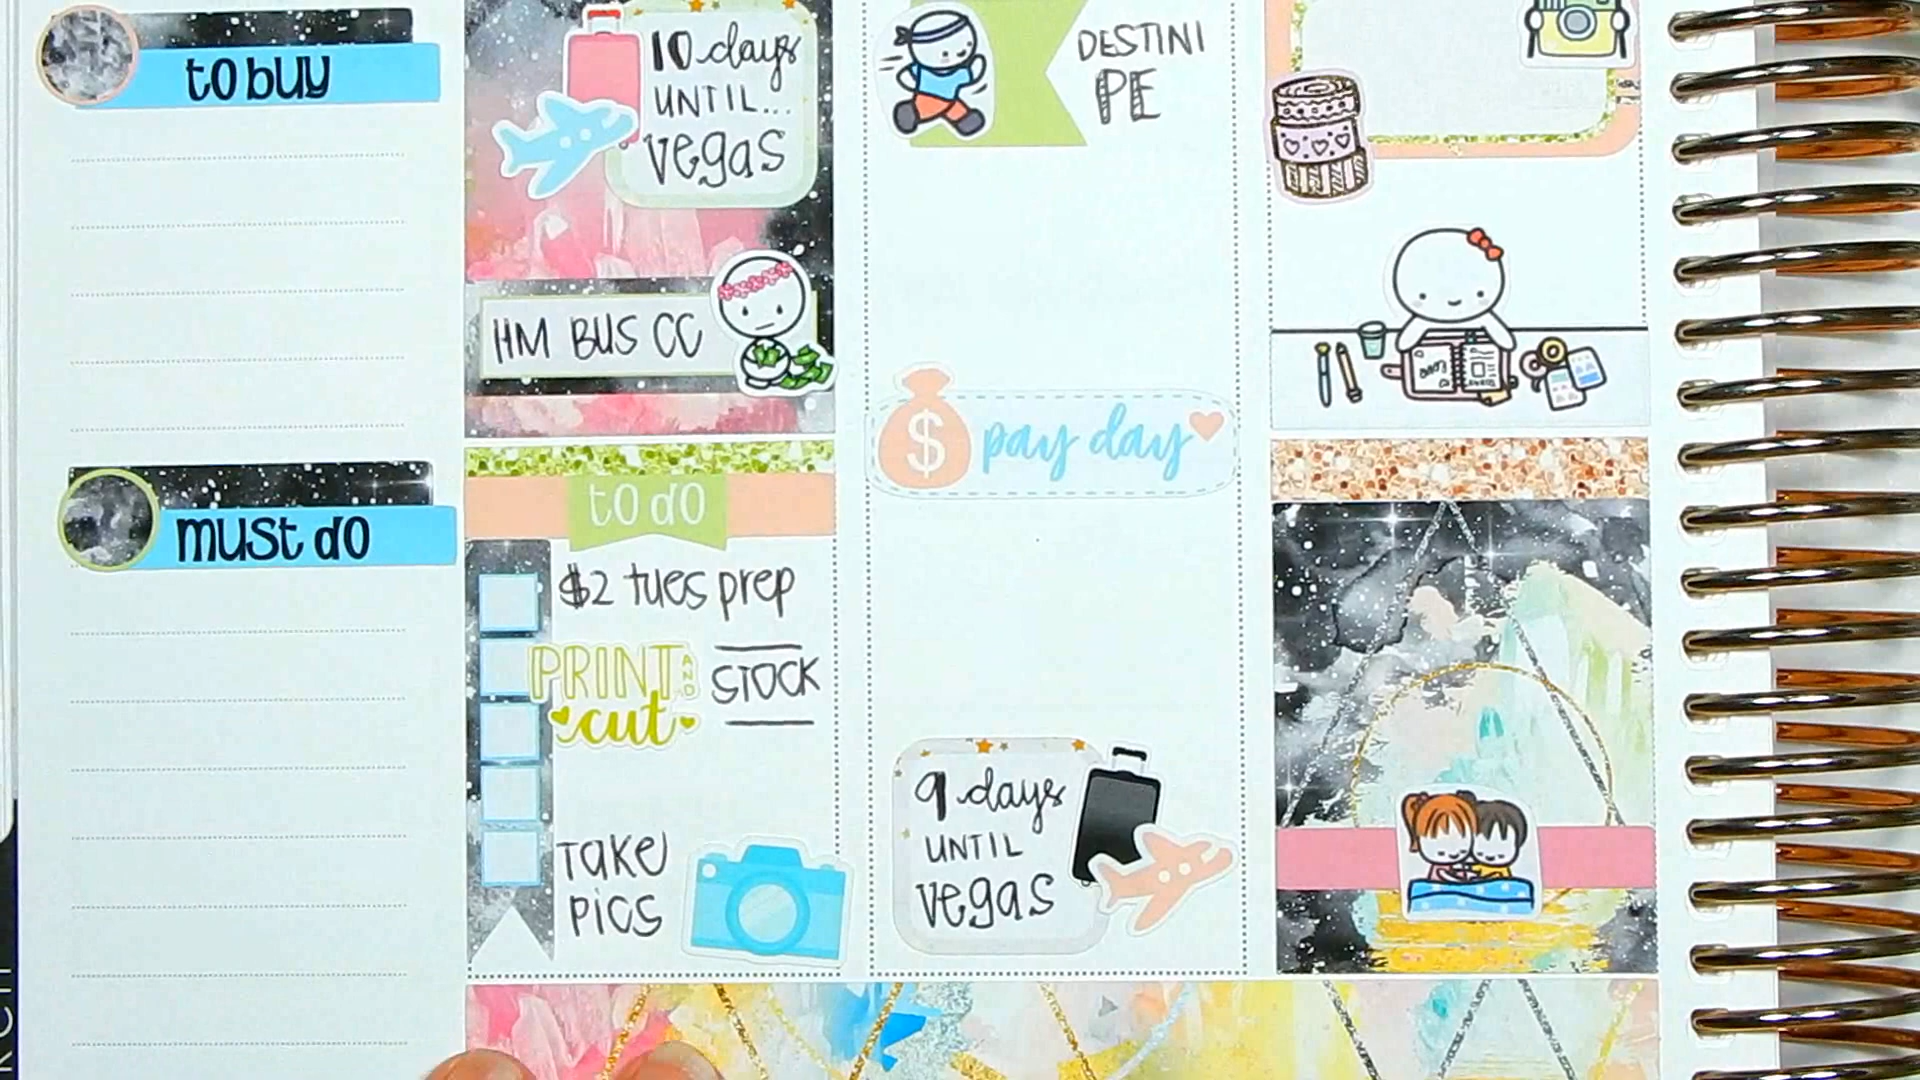 to buy
must do
10 days
UNTIL...
vegas
HM BUS CC
to do
$2 tues prep
PRINT AND
cut
STOCK
TAKE
PICS
DESTINI
PE
$ pay day
9 days
UNTIL
vegas